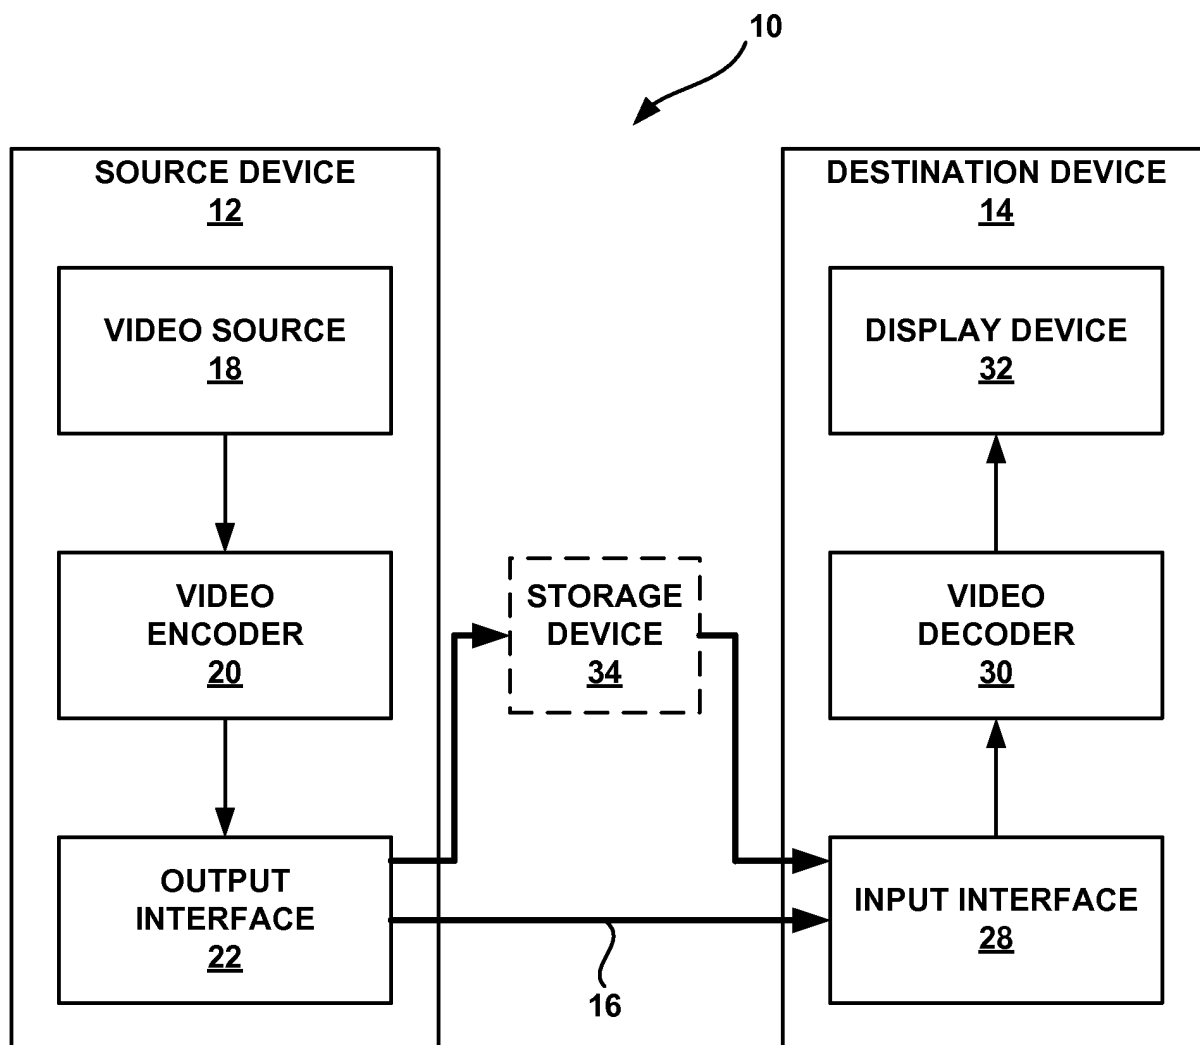 10
SOURCE DEVICE
12
VIDEO SOURCE
18
VIDEO
ENCODER
20
OUTPUT
INTERFACE
22
STORAGE
DEVICE
34
16
DESTINATION DEVICE
14
DISPLAY DEVICE
32
VIDEO
DECODER
30
INPUT INTERFACE
28